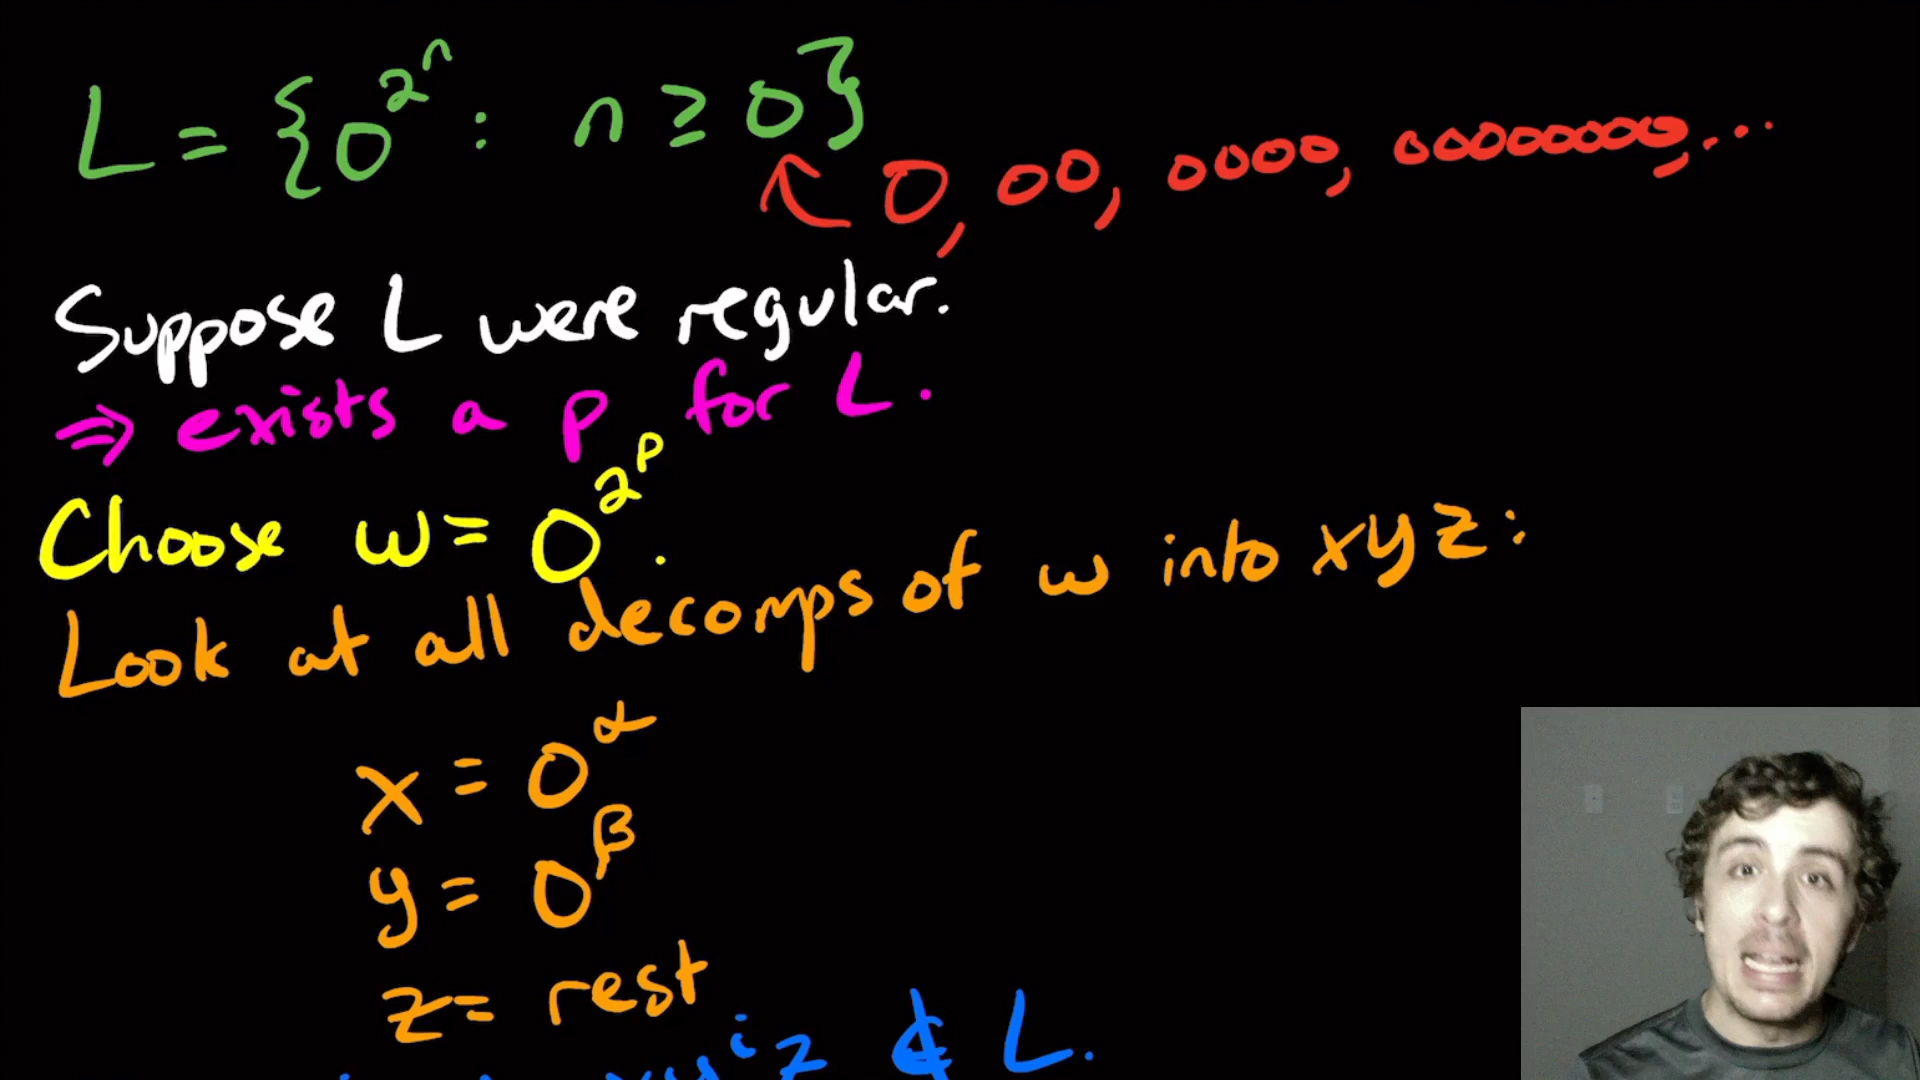 L = {0^2^n : n ≥ 0}
0, 00, 0000, 00000000, ...
Suppose L were regular.
⇒ exists a p for L.
Choose w = 0^2^p.
Look at all decomps of w into xyz:
x = 0^α
y = 0^β
z = rest
xy^i z ∉ L.